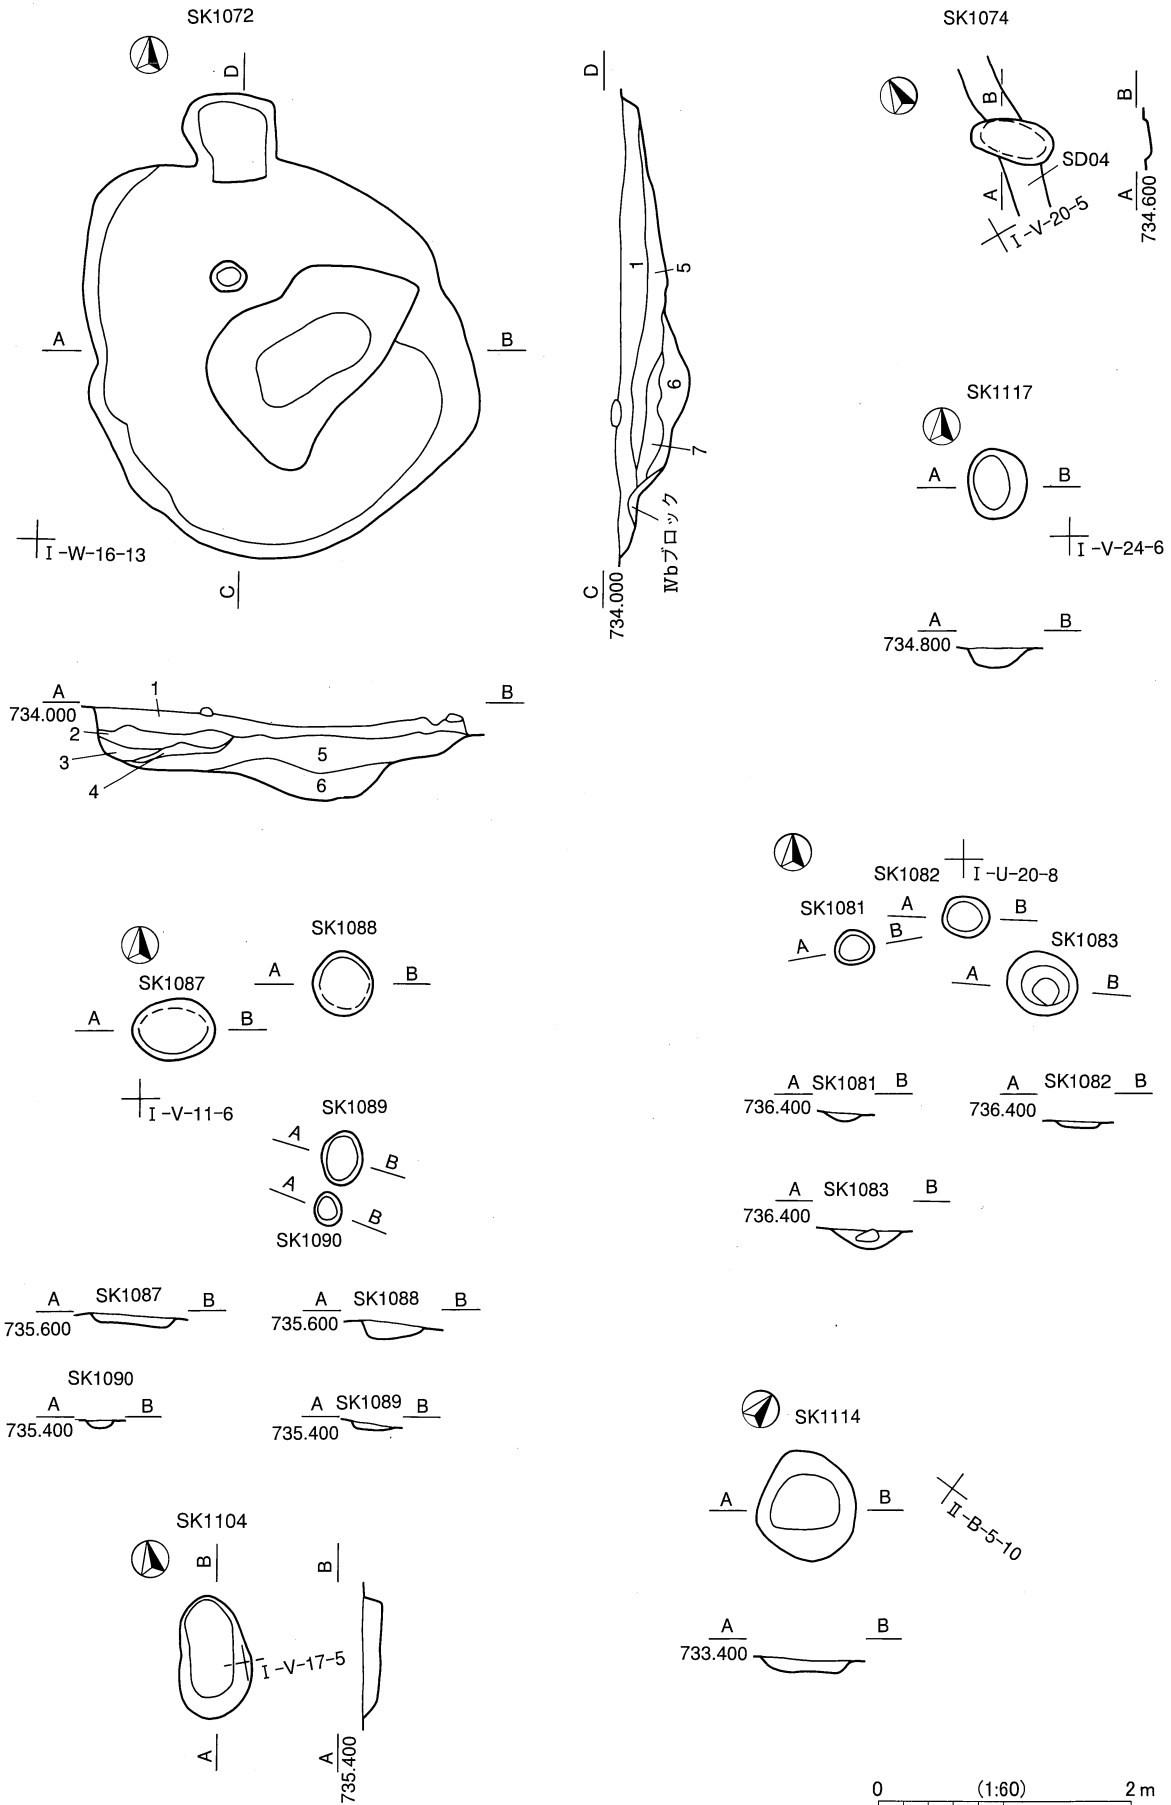 SK1072
D
A
B
I-W-16-13
C
D
1
5
6
7
Ⅳbブロック
C
734.000
SK1074
B
A
SD04
I-V-20-5
B
A
734.600
SK1117
A
B
I-V-24-6
A
B
734.800
A
B
734.000
1
2
3
4
5
6
SK1082
I-U-20-8
SK1081
A
B
A
B
SK1083
A
B
A SK1081 B
736.400
A SK1082 B
736.400
A SK1083 B
736.400
SK1088
A
B
SK1087
A
B
I-V-11-6
SK1089
A
B
A
B
SK1090
A SK1087 B
735.600
A SK1088 B
735.600
SK1090
A B
735.400
A SK1089 B
735.400
SK1104
B
A
I-V-17-5
B
A
735.400
SK1114
A
B
Ⅱ-B-5-10
A
B
733.400
0 (1:60) 2 m